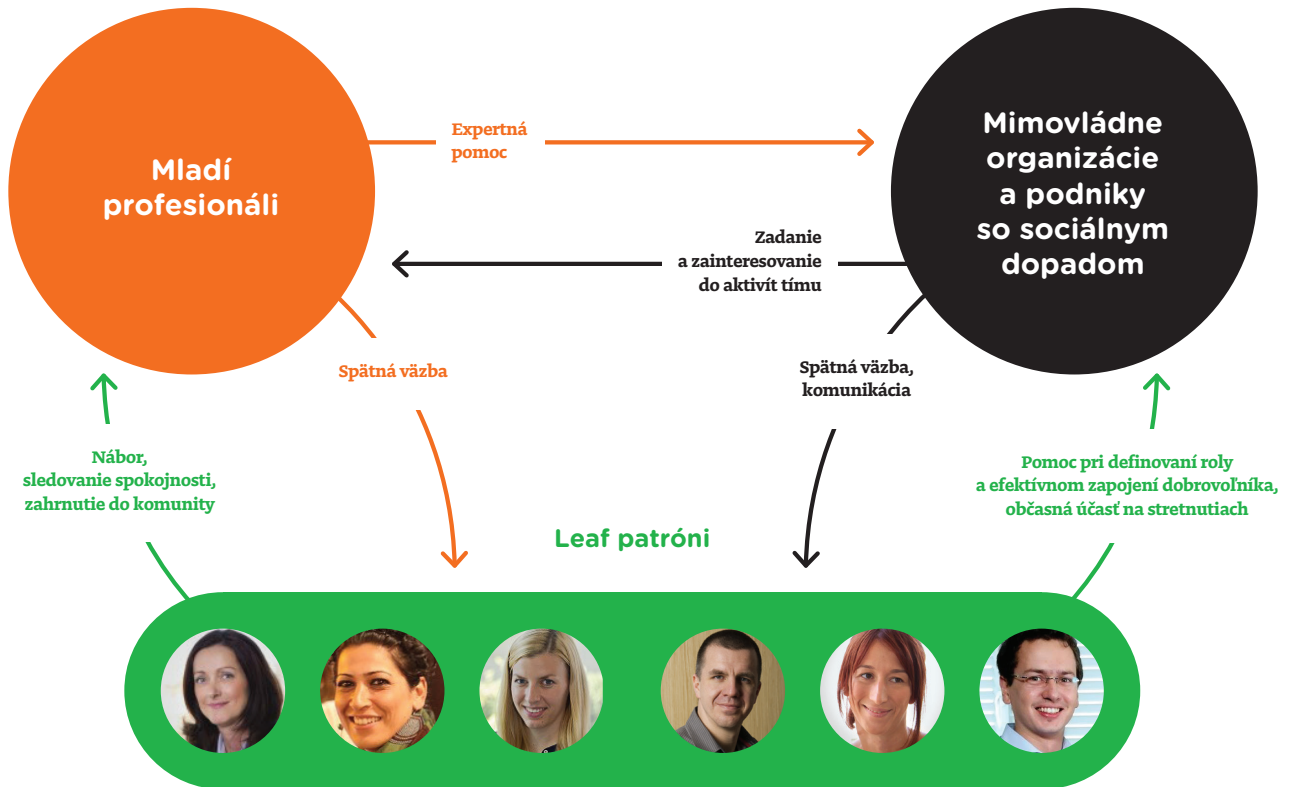 Mladí
profesionáli
Expertná
pomoc
Mimovládne
organizácie
a podniky
so sociálnym
dopadom
Zadanie
a zainteresovanie
do aktivít tímu
Spätná väzba
Spätná väzba,
komunikácia
Nábor,
sledovanie spokojnosti,
zahrnutie do komunity
Pomoc pri definovaní roly
a efektívnom zapojení dobrovoľníka,
občasná účasť na stretnutiach
Leaf patróni